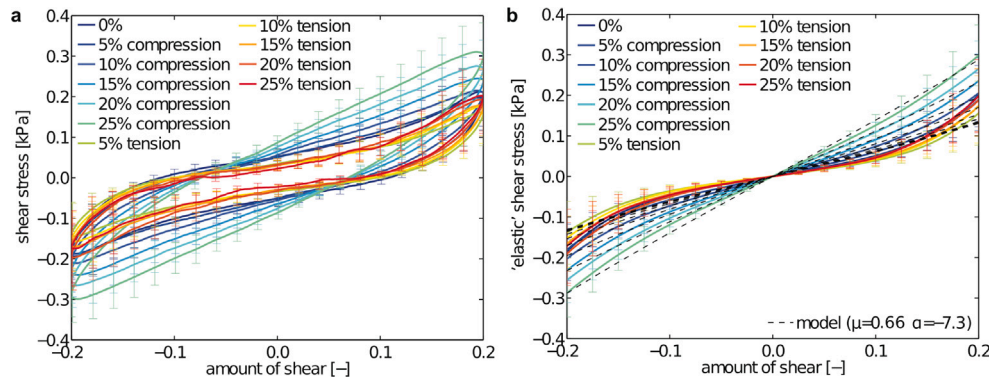 a
0% 10% tension
5% compression 15% tension
10% compression 20% tension
15% compression 25% tension
20% compression
25% compression
5% tension
shear stress [kPa]
0.4
0.3
0.2
0.1
0.0
−0.1
−0.2
−0.3
−0.4
−0.2 −0.1 0.0 0.1 0.2
amount of shear [−]
b
0% 10% tension
5% compression 15% tension
10% compression 20% tension
15% compression 25% tension
20% compression
25% compression
5% tension
'elastic' shear stress [kPa]
0.4
0.3
0.2
0.1
0.0
−0.1
−0.2
−0.3
−0.4
model (μ=0.66 α=−7.3)
−0.2 −0.1 0.0 0.1 0.2
amount of shear [−]